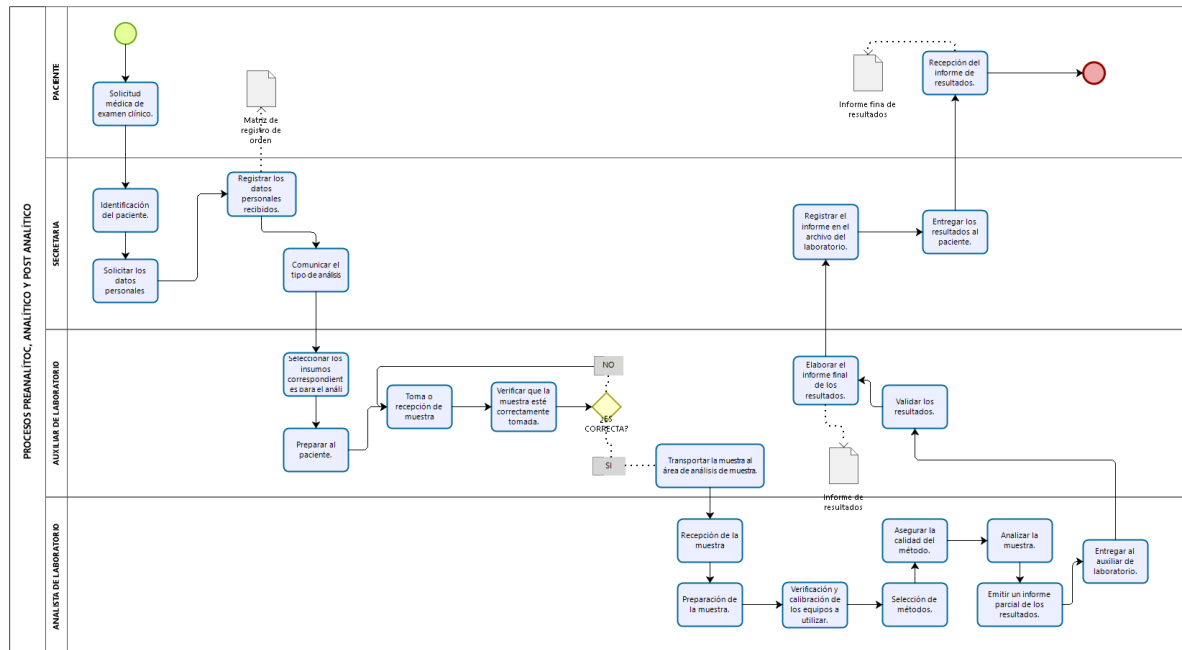 PROCESOS PREANALÍTOC, ANALÍTICO Y POST ANALÍTICO
PACIENTE
Solicitud
médica de
examen clínico.
Matriz de
registro de
orden
Informe fina de
resultados
Recepción del
informe de
resultados.
SECRETARIA
Identificación
del paciente.
Solicitar los
datos
personales
Registrar los
datos
personales
recibidos.
Comunicar el
tipo de análisis
Registrar el
informe en el
archivo del
laboratorio.
Entregar los
resultados al
paciente.
AUXILIAR DE LABORATORIO
Seleccionar los
insumos
correspondient
es para el análi
Preparar al
paciente.
Toma o
recepción de
muestra
Verificar que la
muestra esté
correctamente
tomada.
NO
¿ES
CORRECTA?
SI
Transportar la muestra al
área de análisis de muestra.
Elaborar el
informe final
de los
resultados.
Validar los
resultados.
Informe de
resultados
ANALISTA DE LABORATORIO
Recepción de la
muestra
Preparación de
la muestra.
Verificación y
calibración de
los equipos a
utilizar.
Selección de
métodos.
Asegurar la
calidad del
método.
Analizar la
muestra.
Emitir un informe
parcial de los
resultados.
Entregar al
auxiliar de
laboratorio.